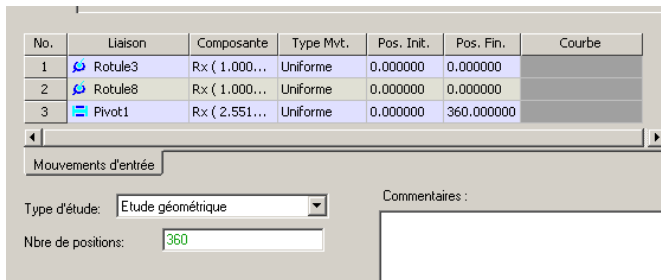 No. Liaison Composante Type Mvt. Pos. Init. Pos. Fin. Courbe
1 Rotule3 Rx ( 1.000... Uniforme 0.000000 0.000000
2 Rotule8 Rx ( 1.000... Uniforme 0.000000 0.000000
3 Pivot1 Rx ( 2.551... Uniforme 0.000000 360.000000
Mouvements d'entrée
Type d'étude: Etude géométrique
Commentaires :
Nbre de positions: 360